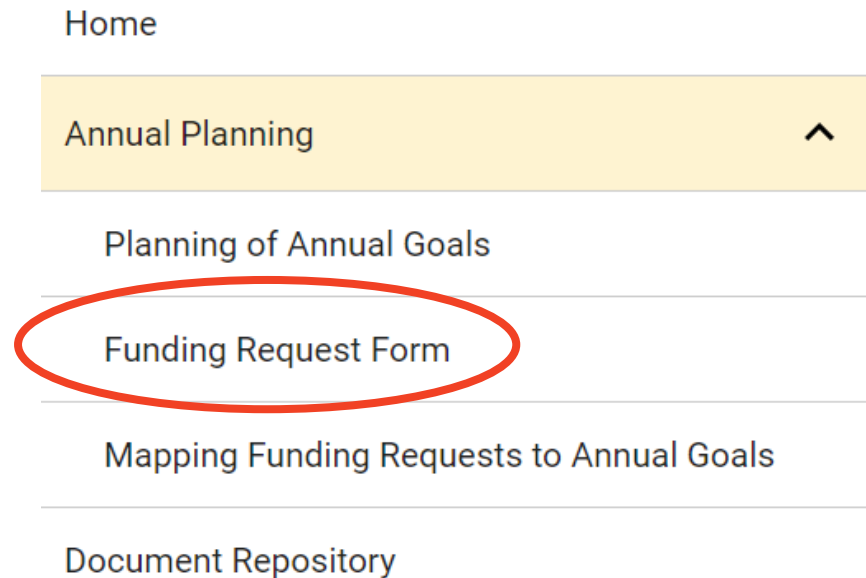 Home
Annual Planning
Planning of Annual Goals
Funding Request Form
Mapping Funding Requests to Annual Goals
Document Repository